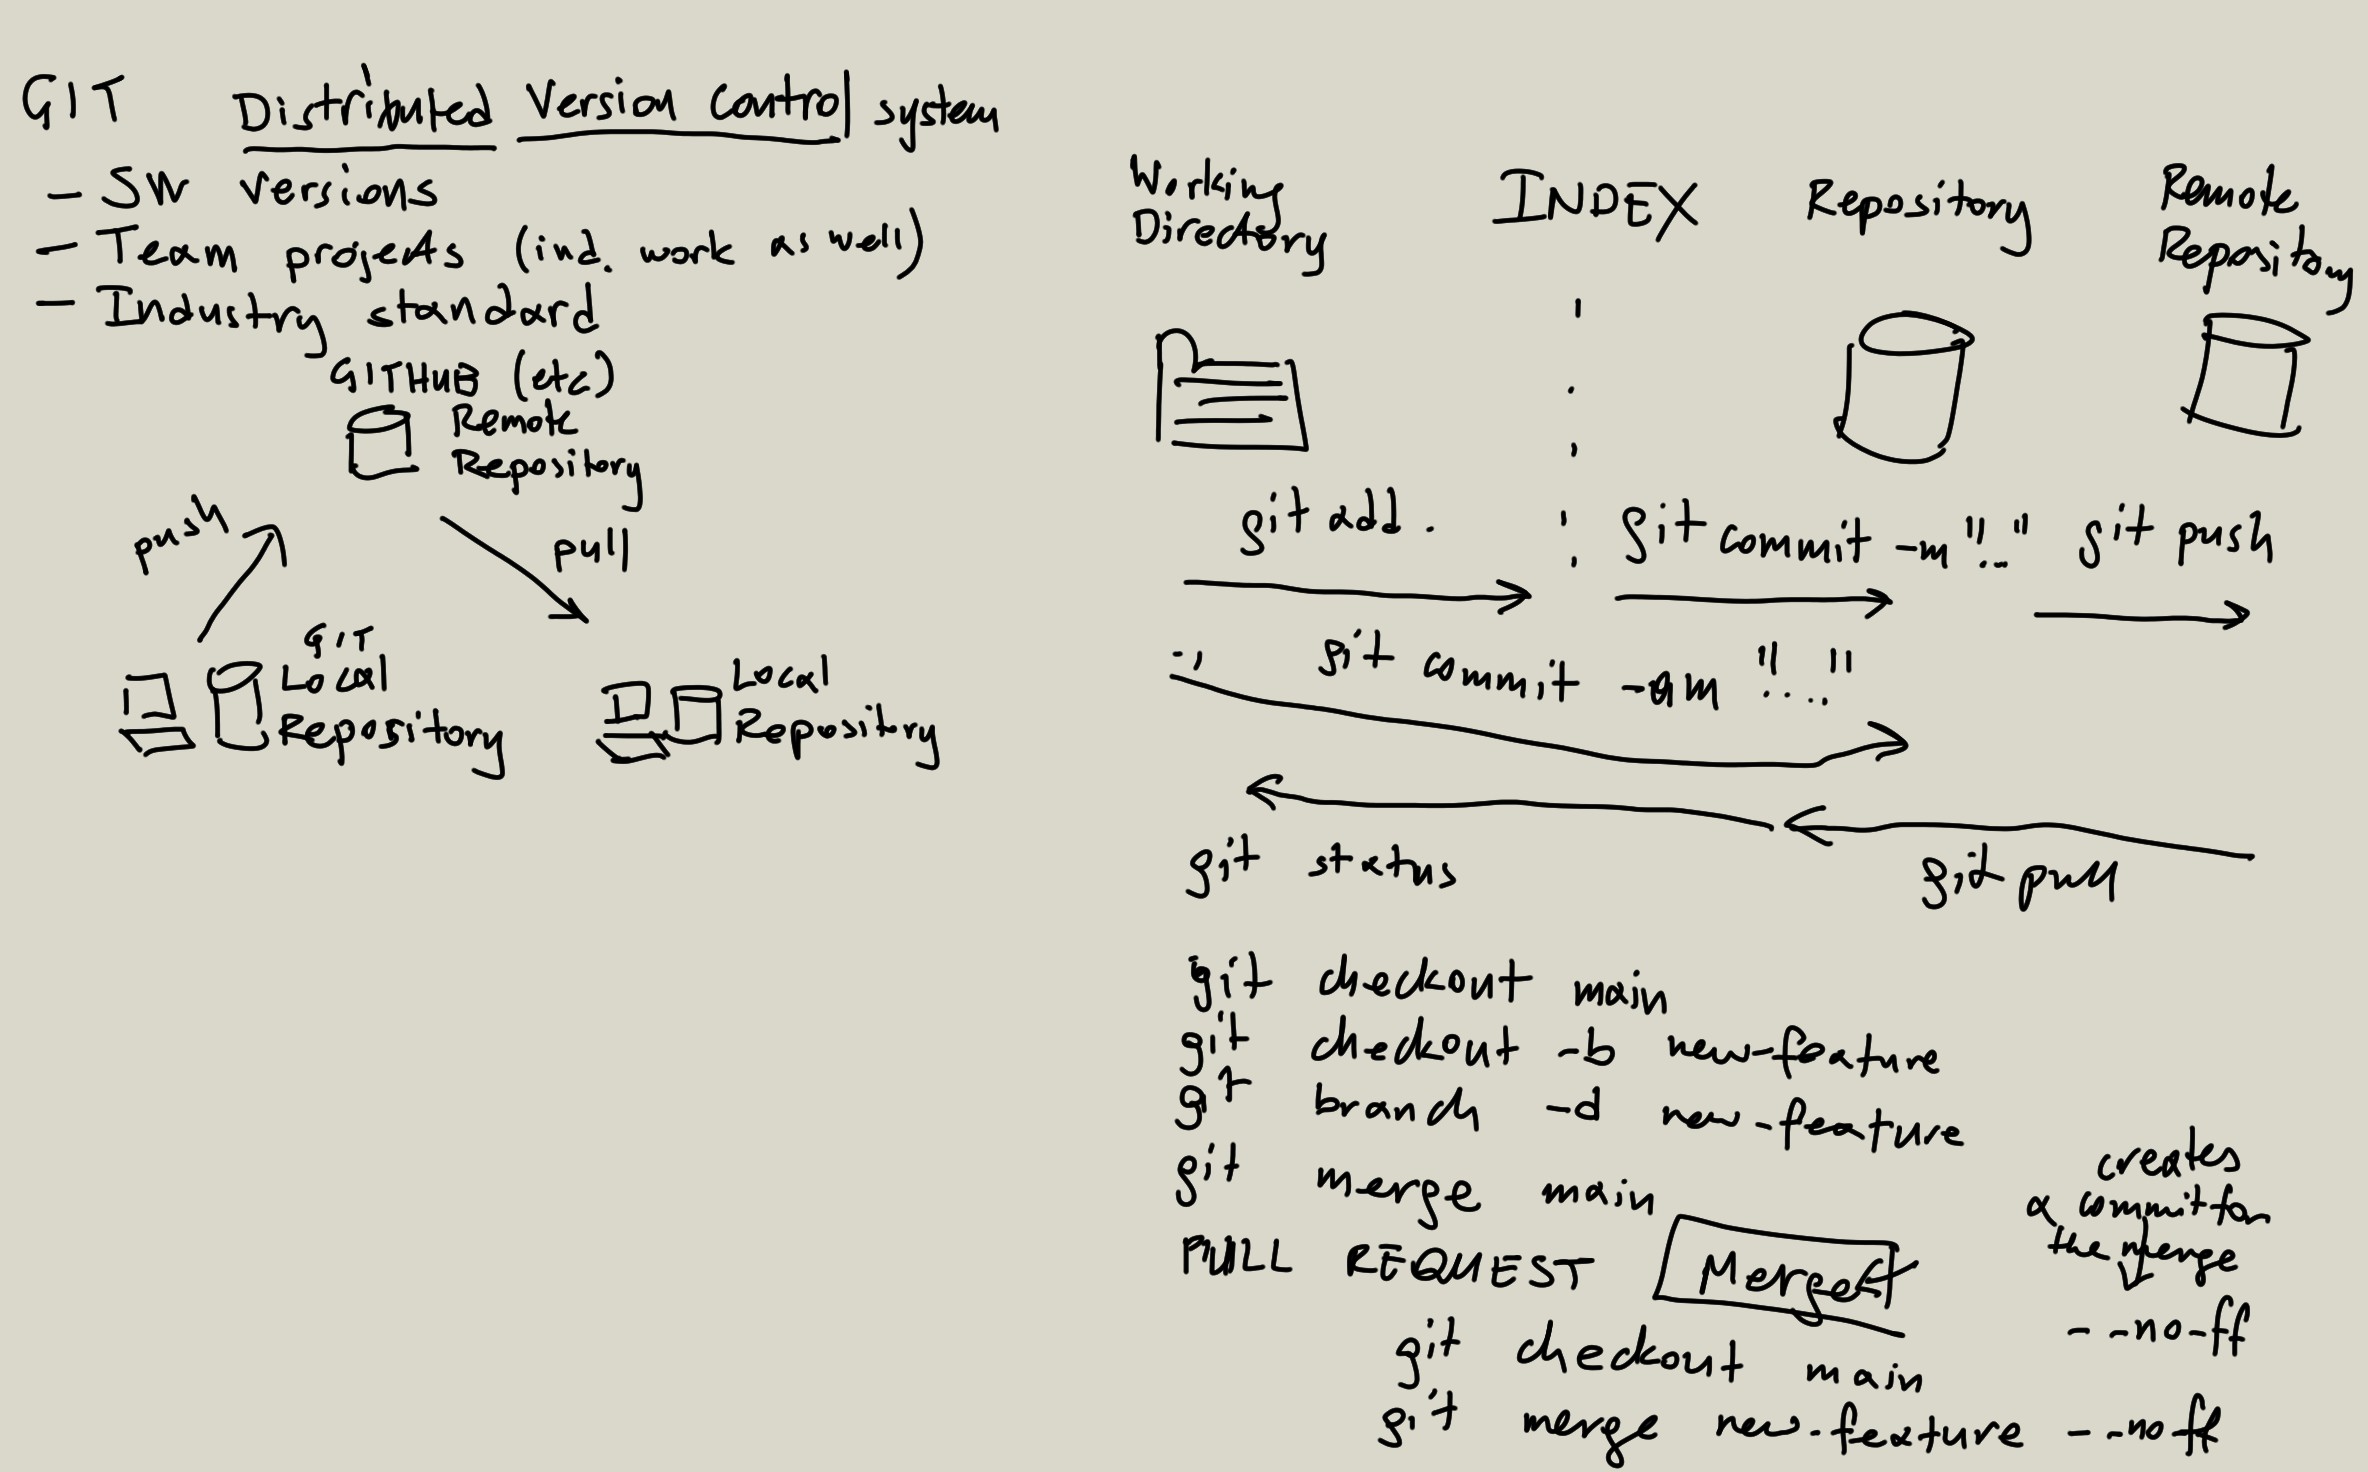 GIT Distributed Version Control system
- SW versions
- Team projects (ind. work as well)
- Industry standard
GITHUB (etc)
Remote
Repository
push
pull
GIT
Local
Repository
Local
Repository
Working
Directory
INDEX
Repository
Remote
Repository
git add .
git commit -m "..."
git push
git commit -am "...."
git status
git pull
git checkout main
git checkout -b new-feature
git branch -d new-feature
git merge main
PULL REQUEST Merge
creates
a commit for
the merge
--no-ff
git checkout main
git merge new-feature --no ff